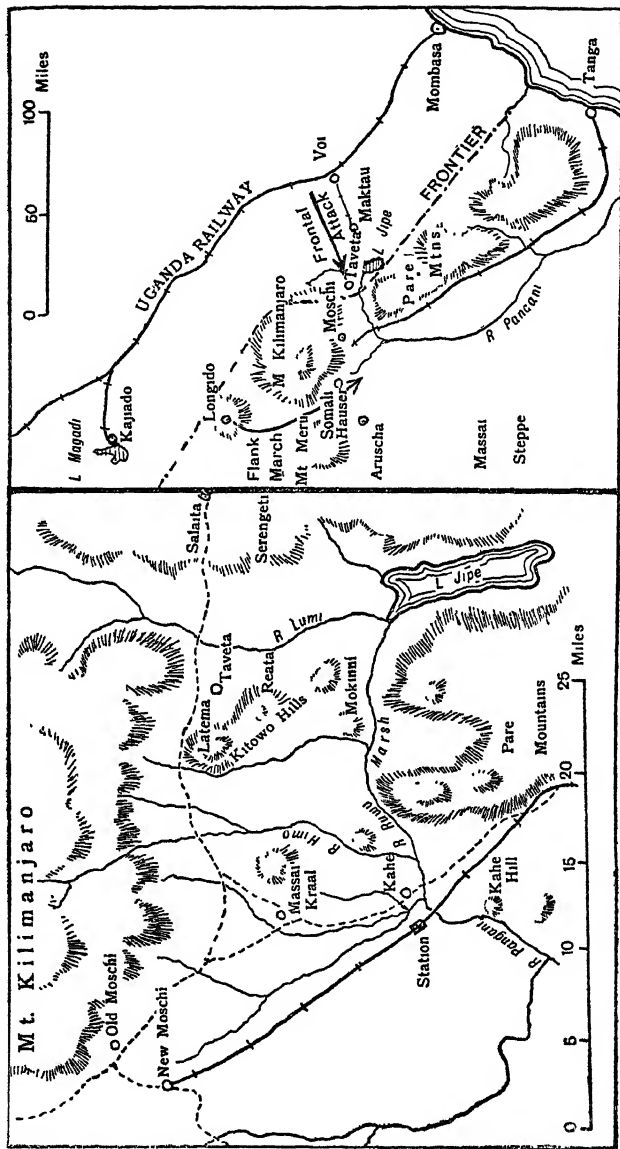 Miles
0
50
100
UGANDA RAILWAY
L Magadi
Kajiado
Longido
Flank
March
Mt Meru
M Kilimanjaro
Moschi
Somali
Hauser
Aruscha
Massai
Steppe
Frontal
Attack
Voi
Maktau
Taveta
L Jipe
FRONTIER
Pare
Mtns
R Pangani
Mombasa
Tanga
Mt. Kilimanjaro
Old Moschi
New Moschi
Salaita
Serengeti
R Lumi
Taveta
Latema
Reata
Kitowo Hills
Mokinni
Massai
Kraal
R Himo
R Ruwu
Marsh
Kahe
Station
Kahe
Hill
R Pangani
L Jipe
Pare
Mountains
0
5
10
15
20
25
Miles